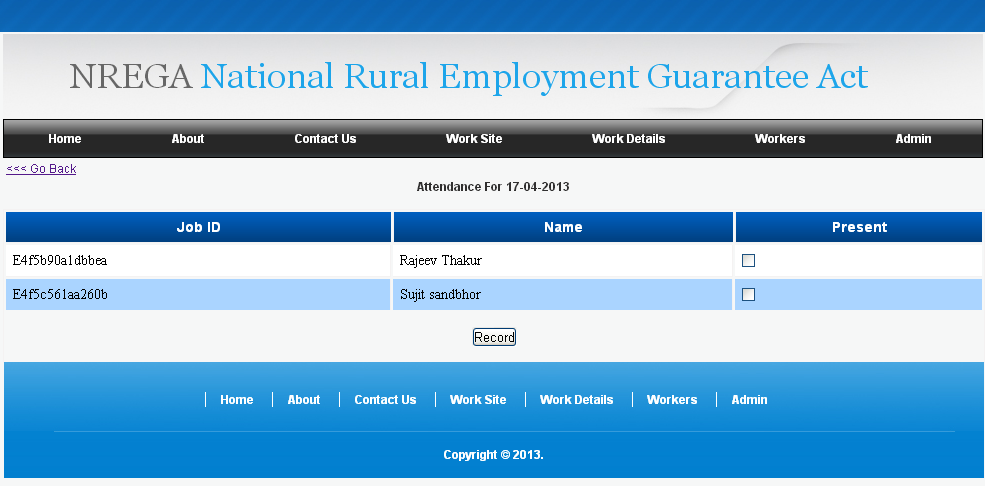 NREGA National Rural Employment Guarantee Act
Home About Contact Us Work Site Work Details Workers Admin
<<< Go Back
Attendance For 17-04-2013
Job ID Name Present
E4f5b90a1dbbea Rajeev Thakur
E4f5c561aa260b Sujit sandbhor
Record
Home About Contact Us Work Site Work Details Workers Admin
Copyright © 2013.